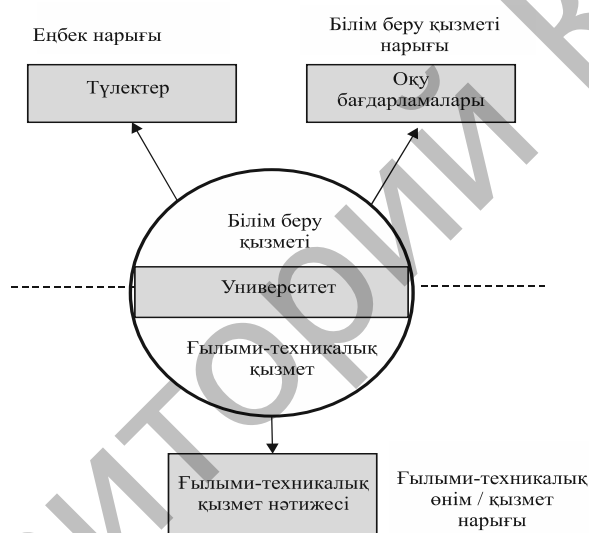 Еңбек нарығы
Білім беру қызметі
нарығы
Түлектер
Оқу
бағдарламалары
Білім беру
қызметі
Университет
Ғылыми-техникалық
қызмет
Ғылыми-техникалық
қызмет нәтижесі
Ғылыми-техникалық
өнім / қызмет
нарығы